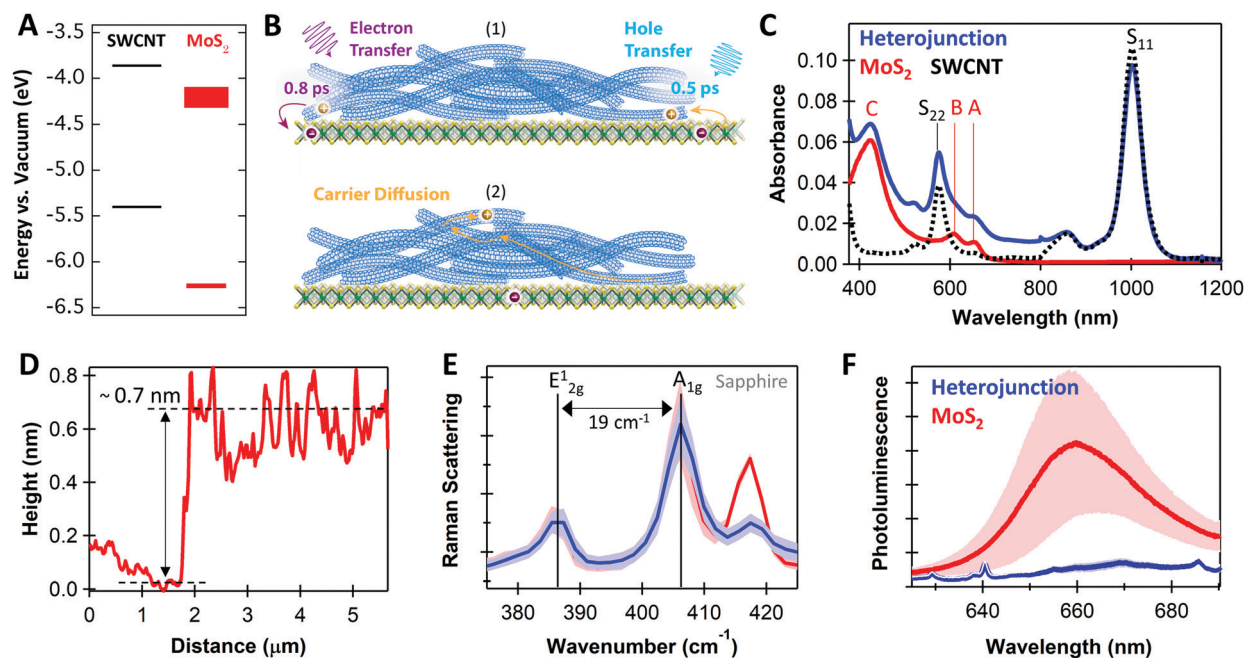 A
SWCNT MoS₂
Energy vs. Vacuum (eV)
-3.5
-4.0
-4.5
-5.0
-5.5
-6.0
-6.5
B
Electron
Transfer
(1)
Hole
Transfer
0.8 ps
0.5 ps
+
+
-
-
Carrier Diffusion
(2)
+
-
C
Heterojunction
MoS₂ SWCNT
S₁₁
C
S₂₂
B
A
Absorbance
0.10
0.08
0.06
0.04
0.02
0.00
400 600 800 1000 1200
Wavelength (nm)
D
~ 0.7 nm
Height (nm)
0.8
0.6
0.4
0.2
0.0
0 1 2 3 4 5
Distance (μm)
E
E¹₂g
A₁g
Sapphire
19 cm⁻¹
Raman Scattering
380 390 400 410 420
Wavenumber (cm⁻¹)
F
Heterojunction
MoS₂
Photoluminescence
640 660 680
Wavelength (nm)